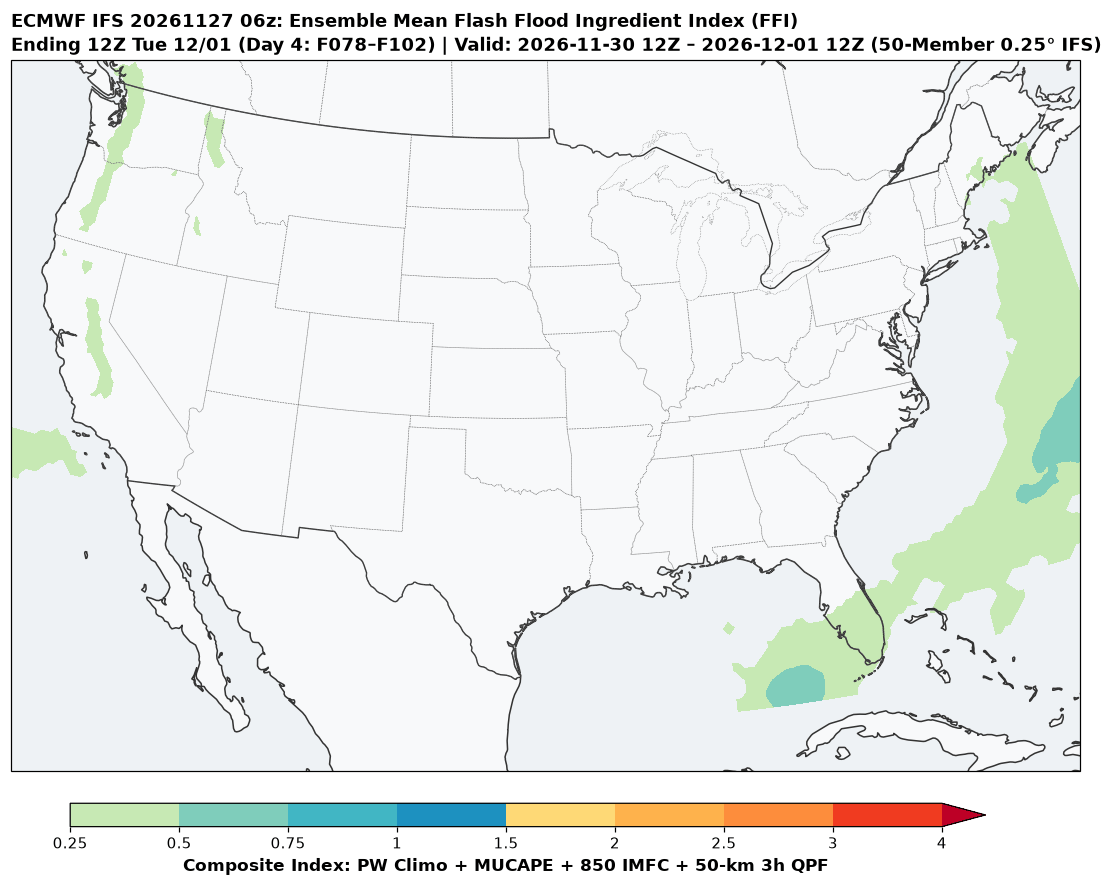 ECMWF IFS 20261127 06z: Ensemble Mean Flash Flood Ingredient Index (FFI)
Ending 12Z Tue 12/01 (Day 4: F078–F102) | Valid: 2026-11-30 12Z – 2026-12-01 12Z (50-Member 0.25° IFS)
0.25 0.5 0.75 1 1.5 2 2.5 3 4
Composite Index: PW Climo + MUCAPE + 850 IMFC + 50-km 3h QPF